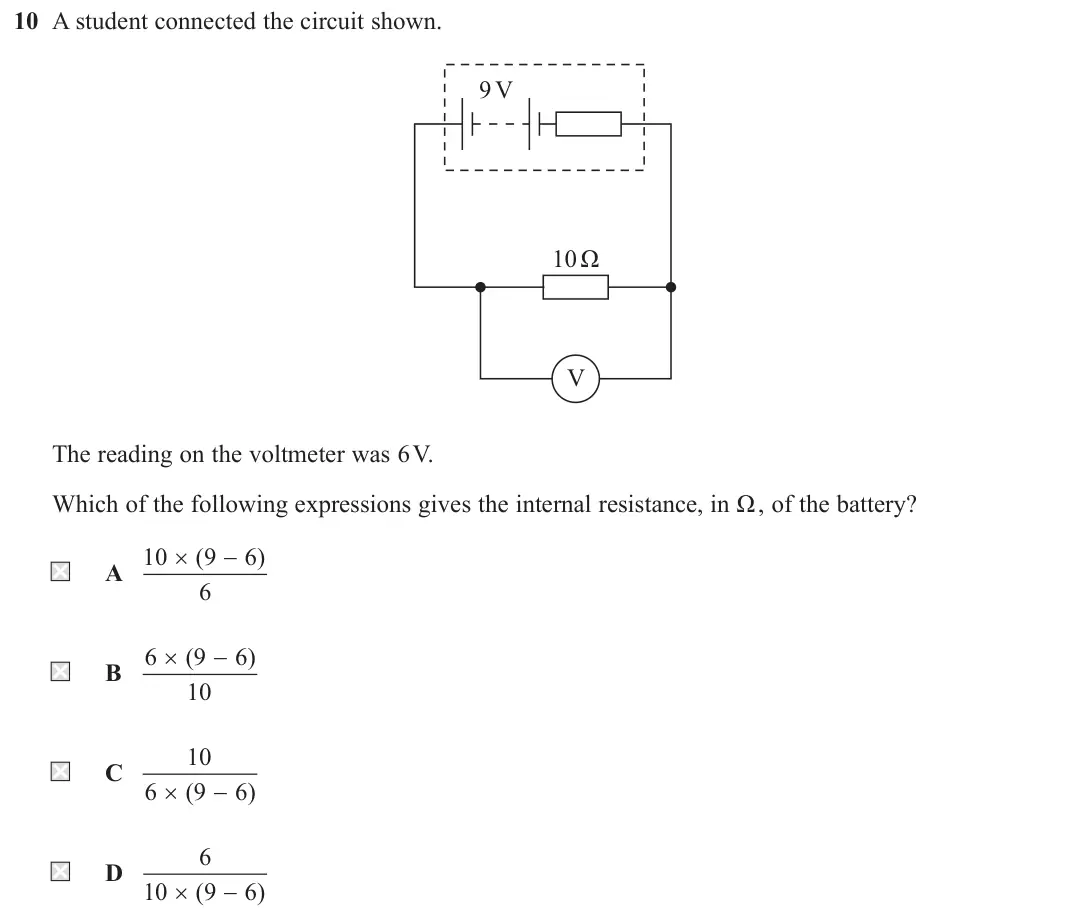 10 A student connected the circuit shown.
9 V
10 Ω
V
The reading on the voltmeter was 6 V.
Which of the following expressions gives the internal resistance, in Ω, of the battery?
A 10 × (9 – 6)
6
B 6 × (9 – 6)
10
C 10
6 × (9 – 6)
D 6
10 × (9 – 6)